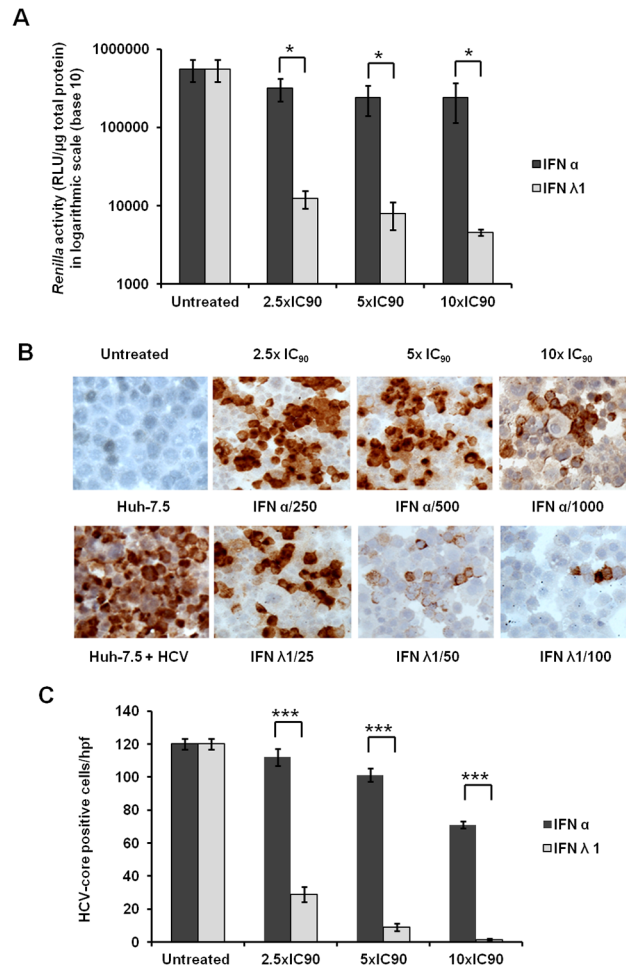 A
Renilla activity (RLU/µg total protein)
in logarithmic scale (base 10)
1000000
100000
10000
1000
* * *
IFN α
IFN λ1
Untreated 2.5xIC90 5xIC90 10xIC90
B
Untreated 2.5x IC90 5x IC90 10x IC90
Huh-7.5 IFN α/250 IFN α/500 IFN α/1000
Huh-7.5 + HCV IFN λ1/25 IFN λ1/50 IFN λ1/100
C
HCV-core positive cells/hpf
140
120
100
80
60
40
20
0
*** *** ***
IFN α
IFN λ 1
Untreated 2.5xIC90 5xIC90 10xIC90